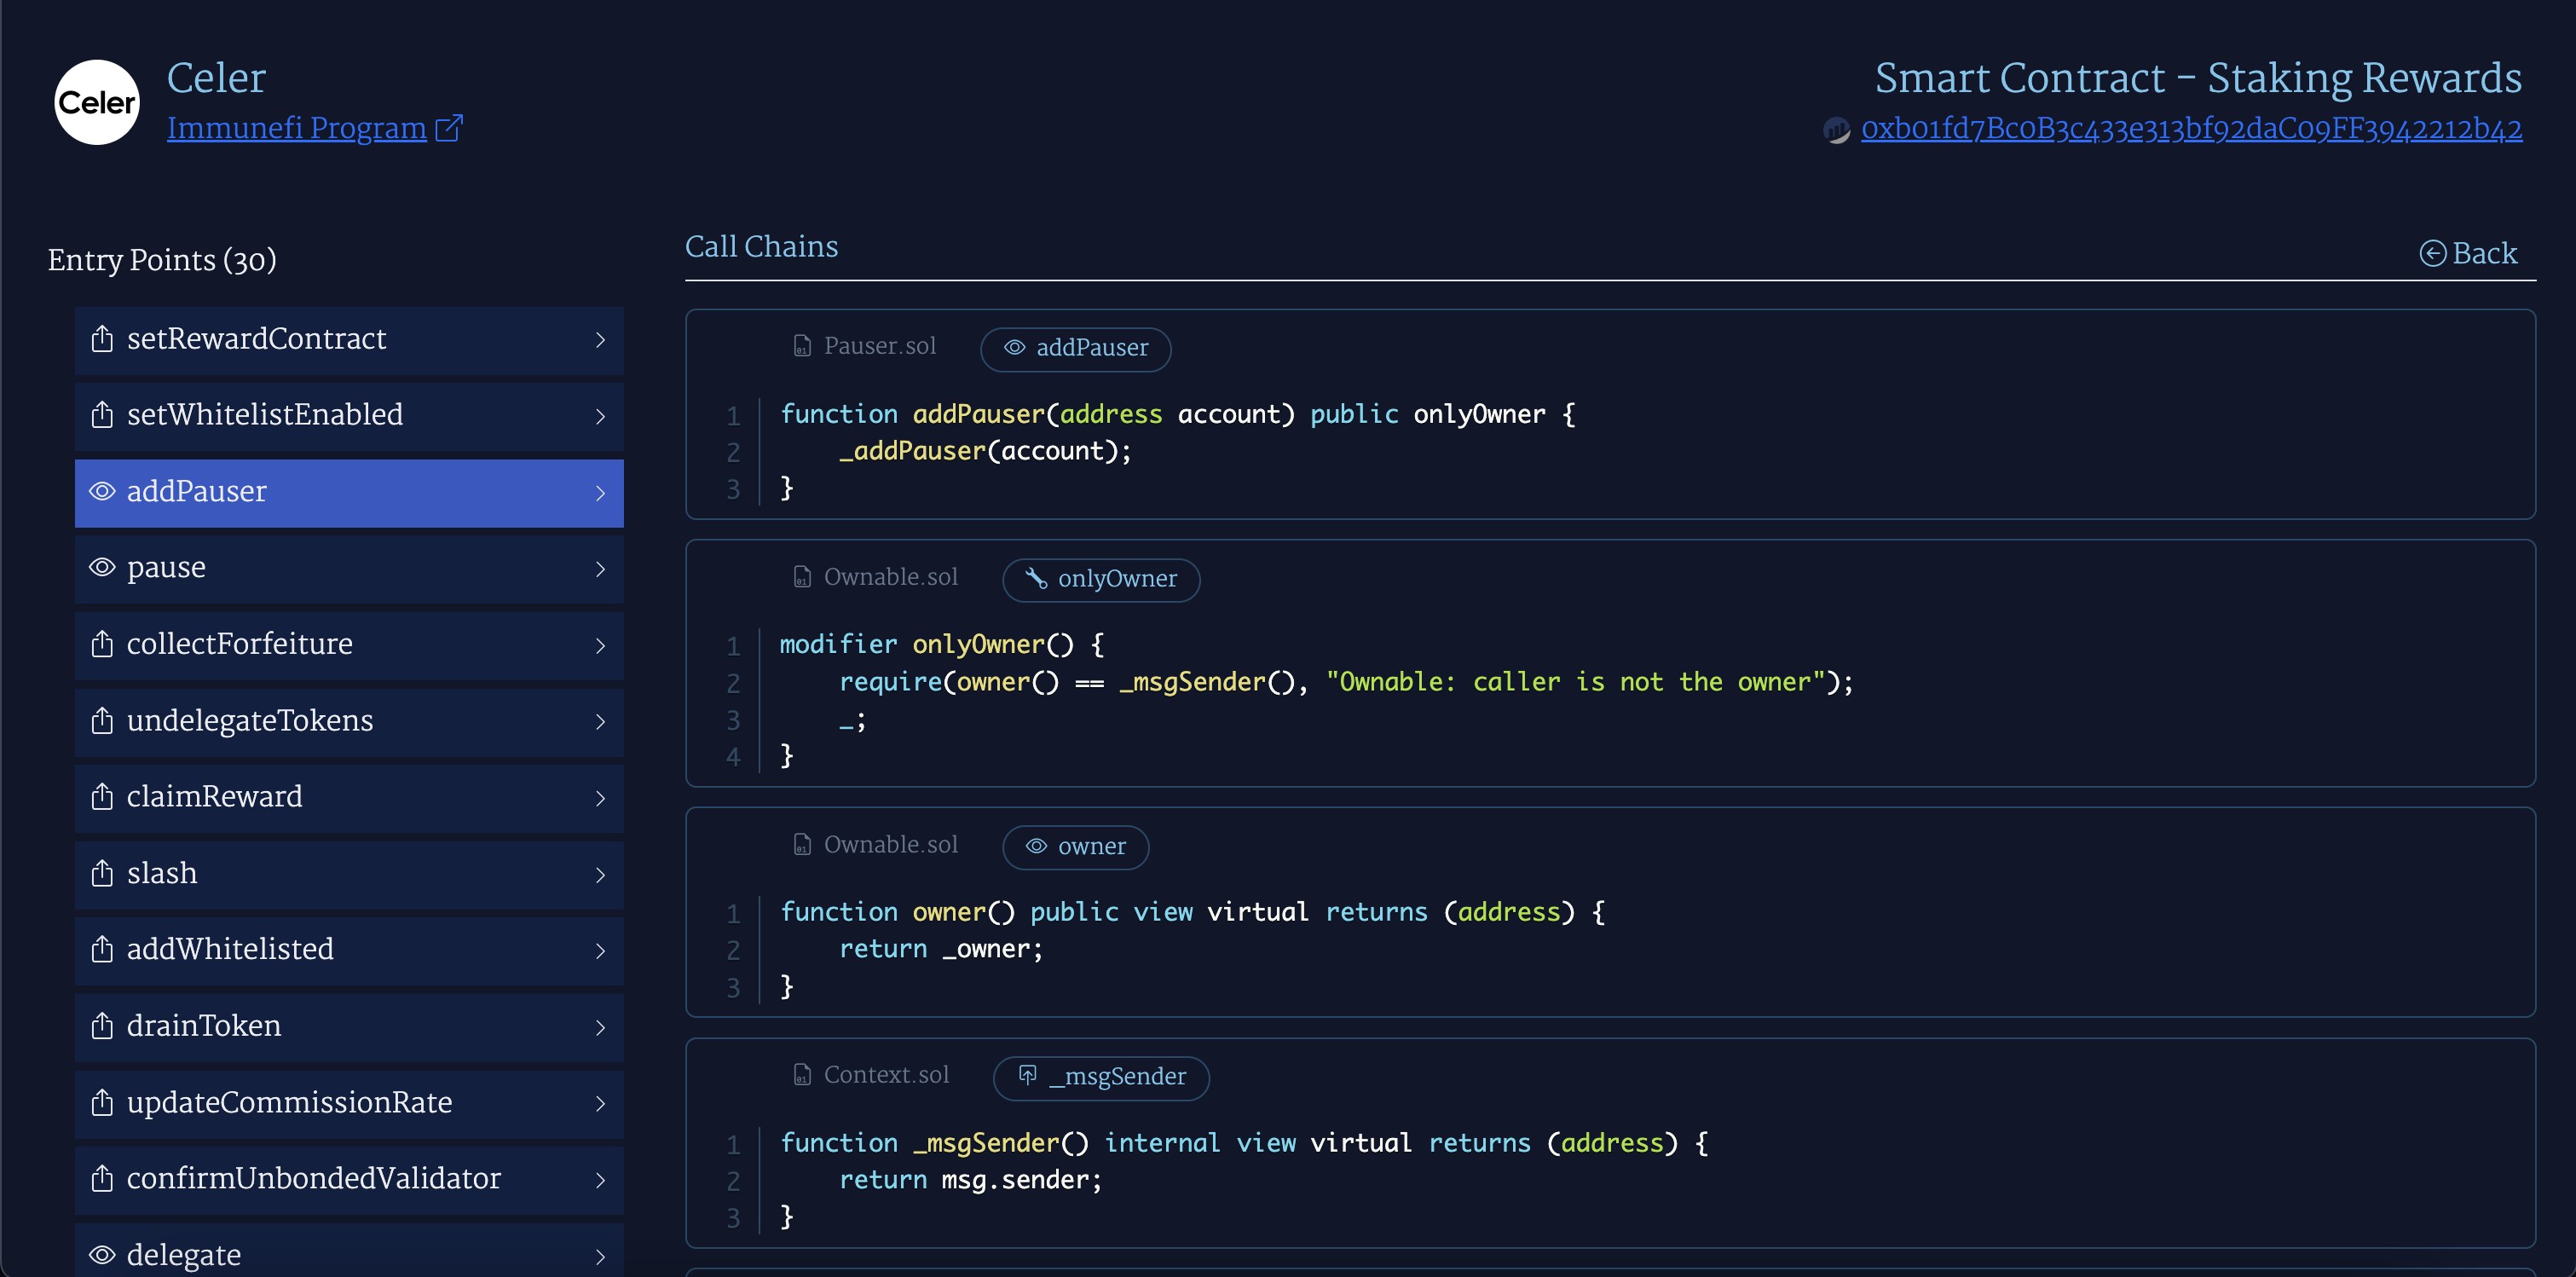 Celer
Celer
Immunefi Program
Smart Contract - Staking Rewards
0xb01fd7Bc0B3c433e313bf92daC09FF3942212b42
Entry Points (30)
setRewardContract
setWhitelistEnabled
addPauser
pause
collectForfeiture
undelegateTokens
claimReward
slash
addWhitelisted
drainToken
updateCommissionRate
confirmUnbondedValidator
delegate
Call Chains
Back
Pauser.sol addPauser
1 function addPauser(address account) public onlyOwner {
2     _addPauser(account);
3 }
Ownable.sol onlyOwner
1 modifier onlyOwner() {
2     require(owner() == _msgSender(), "Ownable: caller is not the owner");
3     _;
4 }
Ownable.sol owner
1 function owner() public view virtual returns (address) {
2     return _owner;
3 }
Context.sol _msgSender
1 function _msgSender() internal view virtual returns (address) {
2     return msg.sender;
3 }